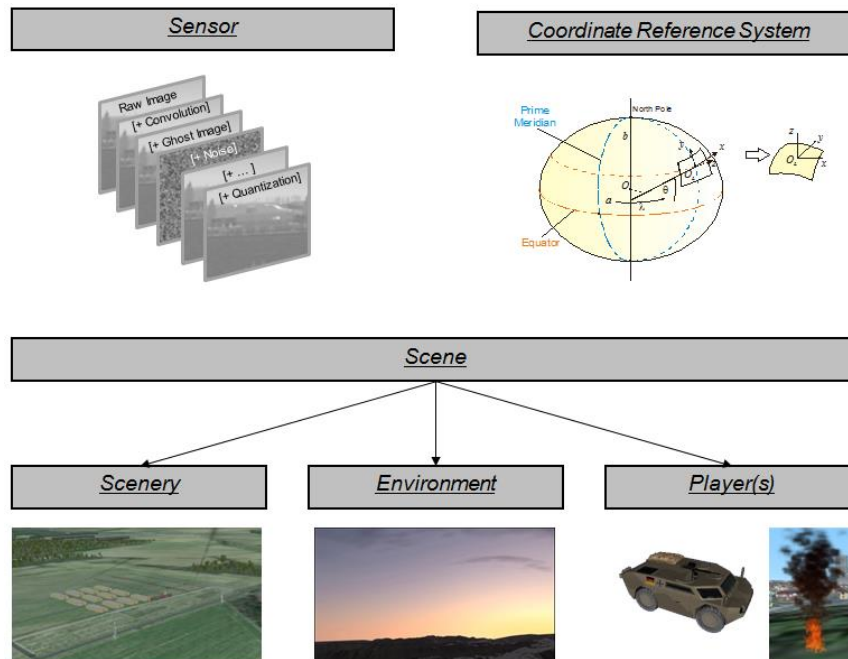 Sensor
Coordinate Reference System
Raw Image
[+ Convolution]
[+ Ghost Image]
[+ Noise]
[+ ... ]
[+ Quantization]
North Pole
Prime
Meridian
b
y
x
z
O
a
λ
θ
Equator
z
y
x
Scene
Scenery
Environment
Player(s)